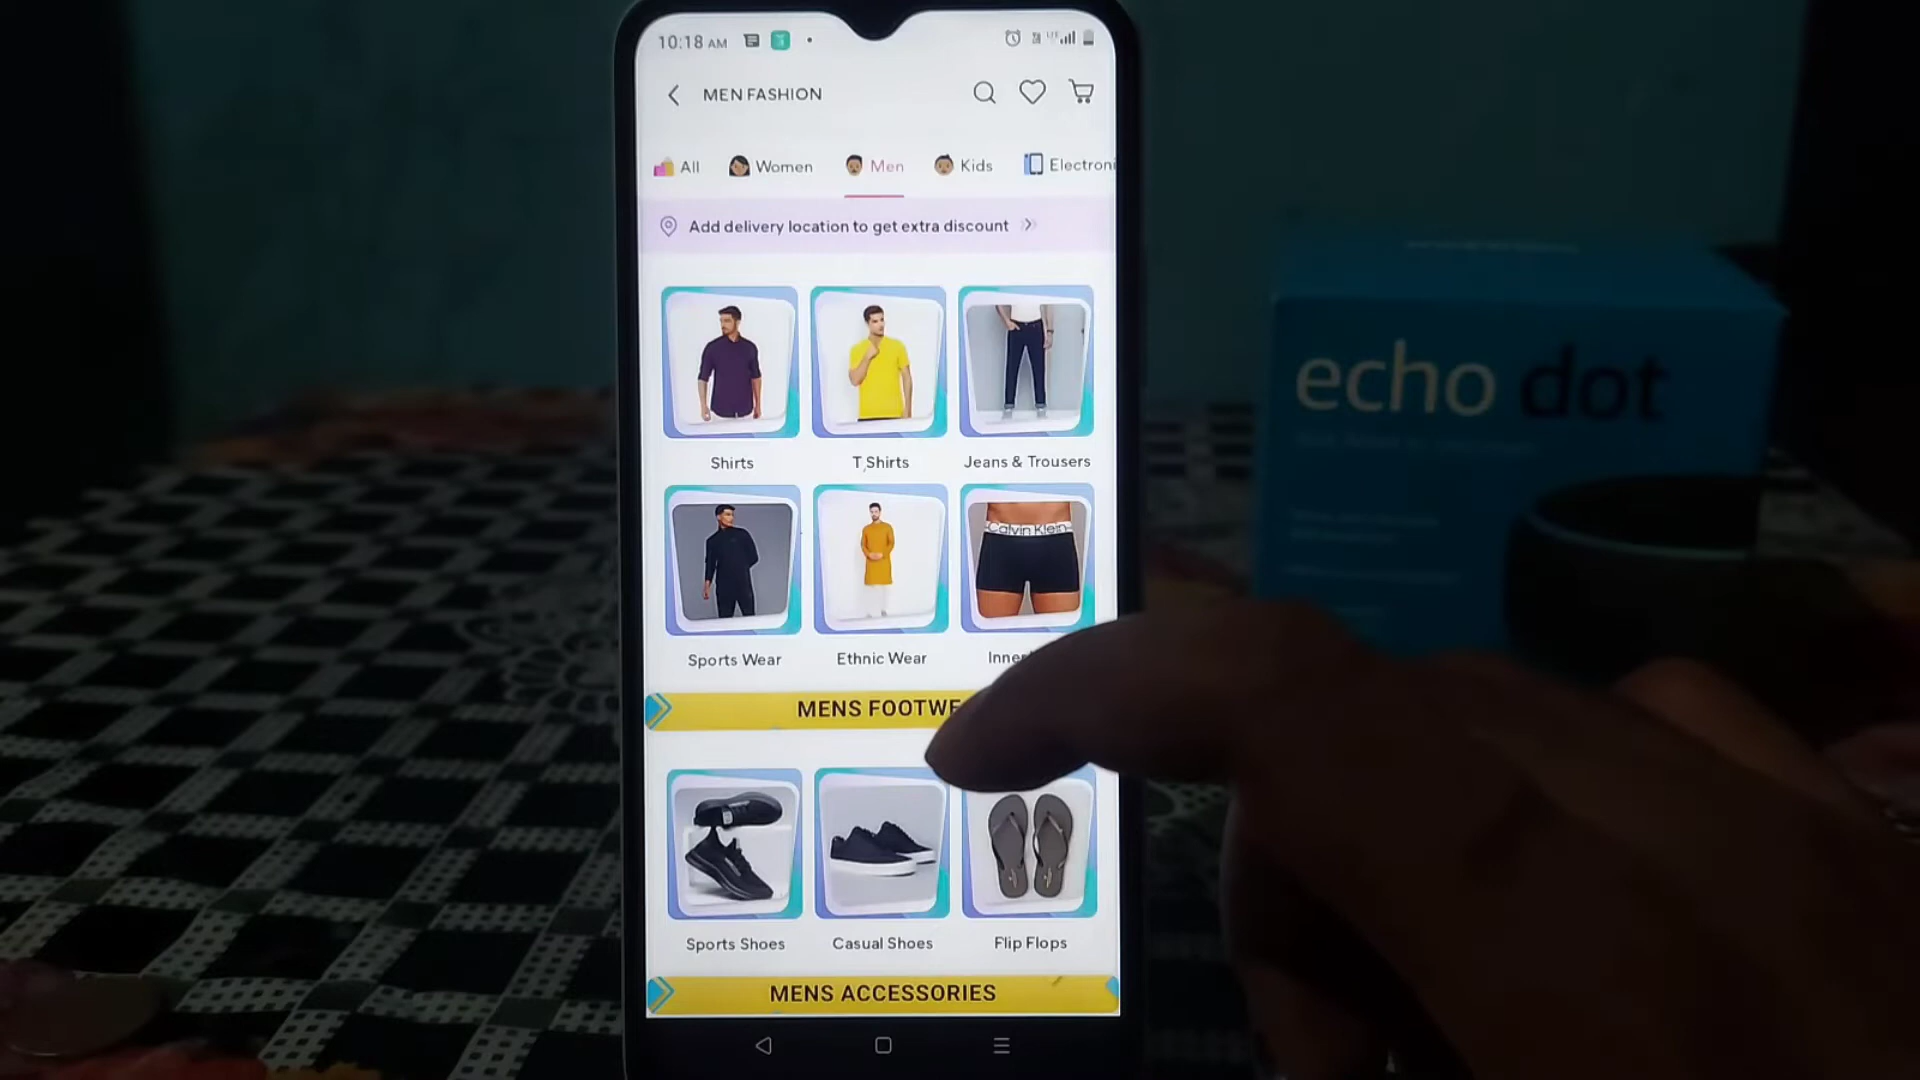 10:18 AM
MEN FASHION
All
Women
Men
Kids
Electroni
Add delivery location to get extra discount
Shirts
T Shirts
Jeans & Trousers
Calvin Klein
Sports Wear
Ethnic Wear
Inner
MENS FOOTWE
Sports Shoes
Casual Shoes
Flip Flops
MENS ACCESSORIES
echo dot